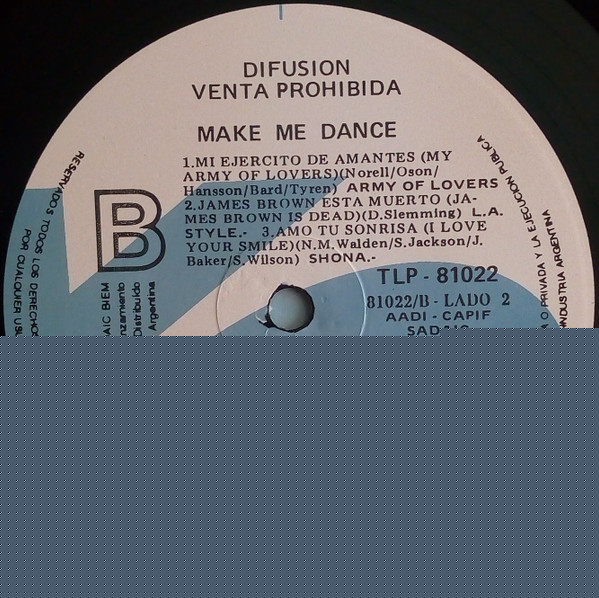 DIFUSION
VENTA PROHIBIDA
MAKE ME DANCE
1.MI EJERCITO DE AMANTES (MY
ARMY OF LOVERS)(Norell/Oson/
Hansson/Bard/Tyren) ARMY OF LOVERS
2.JAMES BROWN ESTA MUERTO (JA-
MES BROWN IS DEAD)(D.Slemming) L.A.
STYLE.- 3.AMO TU SONRISA (I LOVE
YOUR SMILE)(N.M.Walden/S.Jackson/J.
Baker/S.Wilson) SHONA.-
B
TLP - 81022
81022/B - LADO 2
AADI - CAPIF
RESERVADOS TODOS LOS DERECHOS
POR CUALQUIER
BIEM
Distribuído
Argentina
O PRIVADA Y LA EJECUCION PUBLICA
INDUSTRIA ARGENTINA